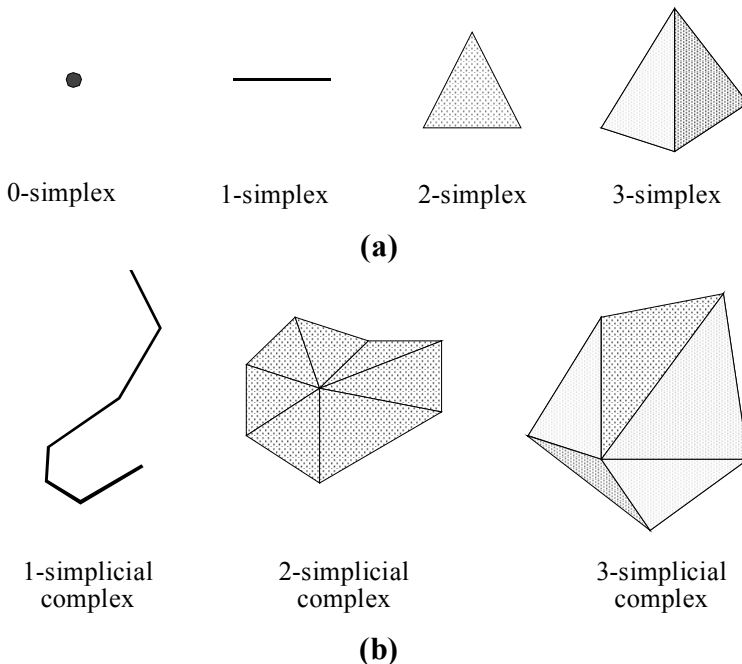 0-simplex 1-simplex 2-simplex 3-simplex
(a)
1-simplicial 2-simplicial 3-simplicial
complex complex complex
(b)